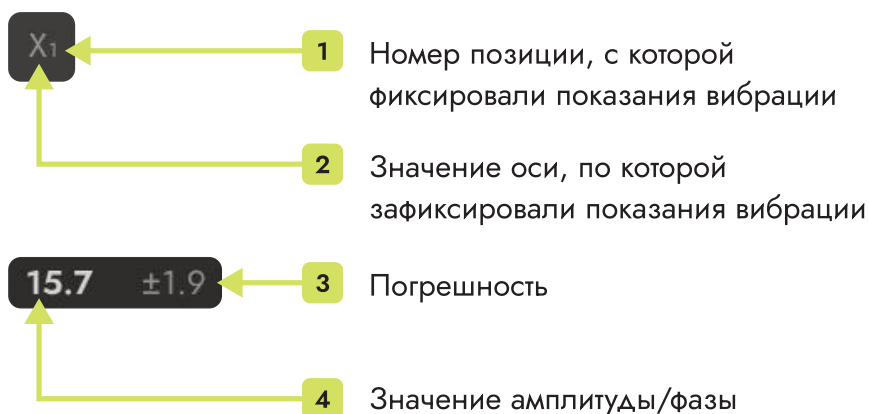 X1
1 Номер позиции, с которой
фиксировали показания вибрации
2 Значение оси, по которой
зафиксировали показания вибрации
15.7 ±1.9
3 Погрешность
4 Значение амплитуды/фазы